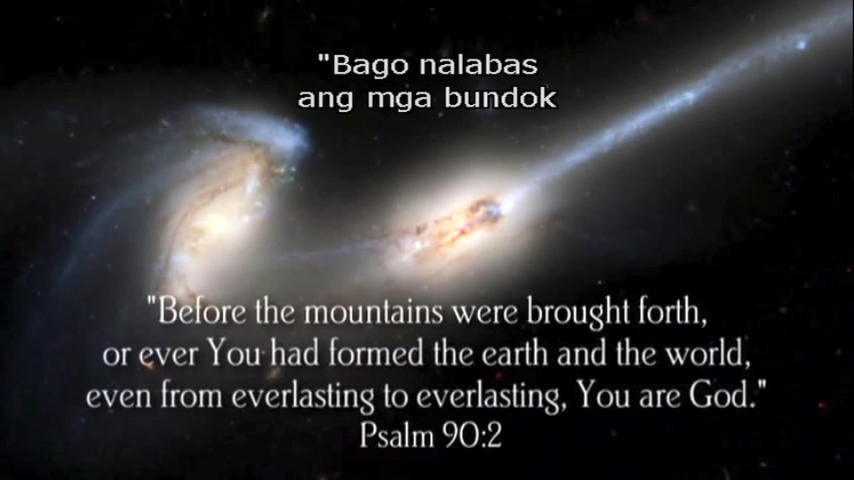 "Bago nalabas
ang mga bundok
"Before the mountains were brought forth,
or ever You had formed the earth and the world,
even from everlasting to everlasting, You are God."
Psalm 90:2